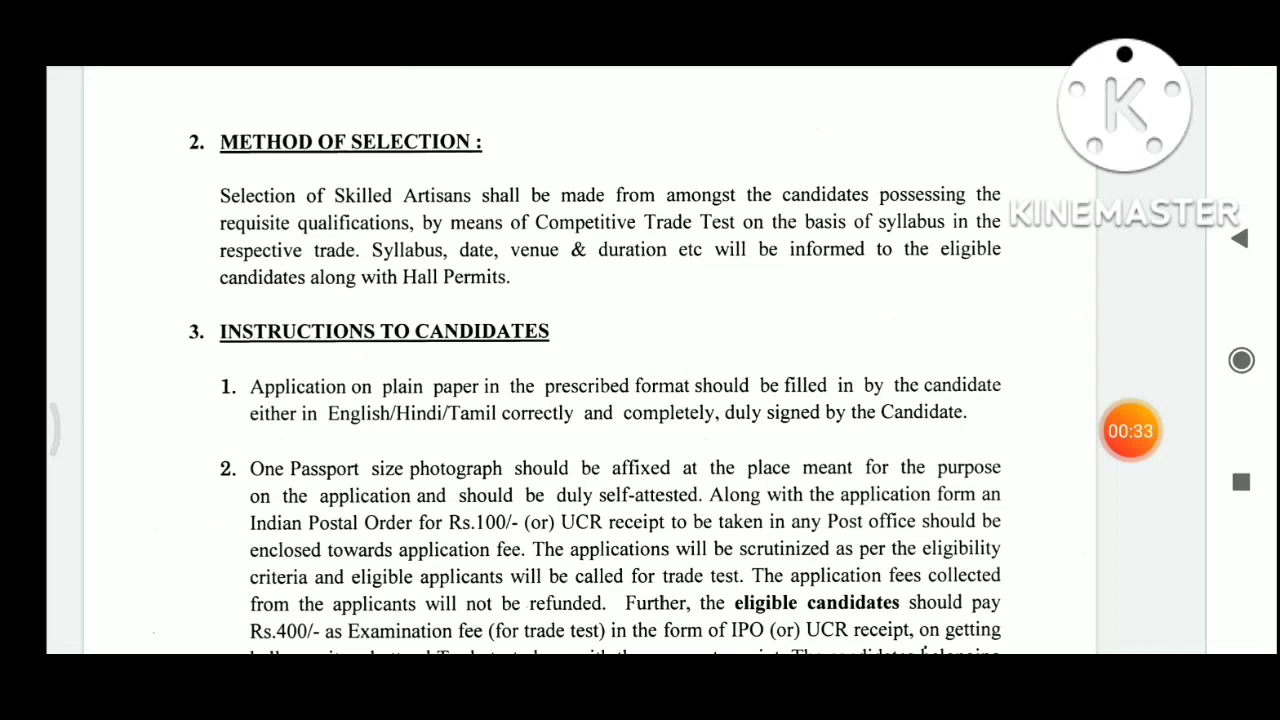 2. METHOD OF SELECTION :
Selection of Skilled Artisans shall be made from amongst the candidates possessing the
requisite qualifications, by means of Competitive Trade Test on the basis of syllabus in the
respective trade. Syllabus, date, venue & duration etc will be informed to the eligible
candidates along with Hall Permits.
3. INSTRUCTIONS TO CANDIDATES
1. Application on plain paper in the prescribed format should be filled in by the candidate
either in English/Hindi/Tamil correctly and completely, duly signed by the Candidate.
2. One Passport size photograph should be affixed at the place meant for the purpose
on the application and should be duly self-attested. Along with the application form an
Indian Postal Order for Rs.100/- (or) UCR receipt to be taken in any Post office should be
enclosed towards application fee. The applications will be scrutinized as per the eligibility
criteria and eligible applicants will be called for trade test. The application fees collected
from the applicants will not be refunded. Further, the eligible candidates should pay
Rs.400/- as Examination fee (for trade test) in the form of IPO (or) UCR receipt, on getting
K
KINEMASTER
00:33